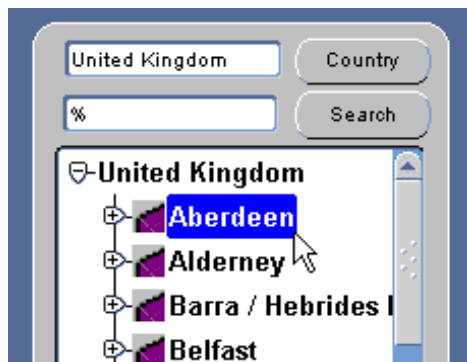 United Kingdom
Country
%
Search
United Kingdom
Aberdeen
Alderney
Barra / Hebrides
Belfast